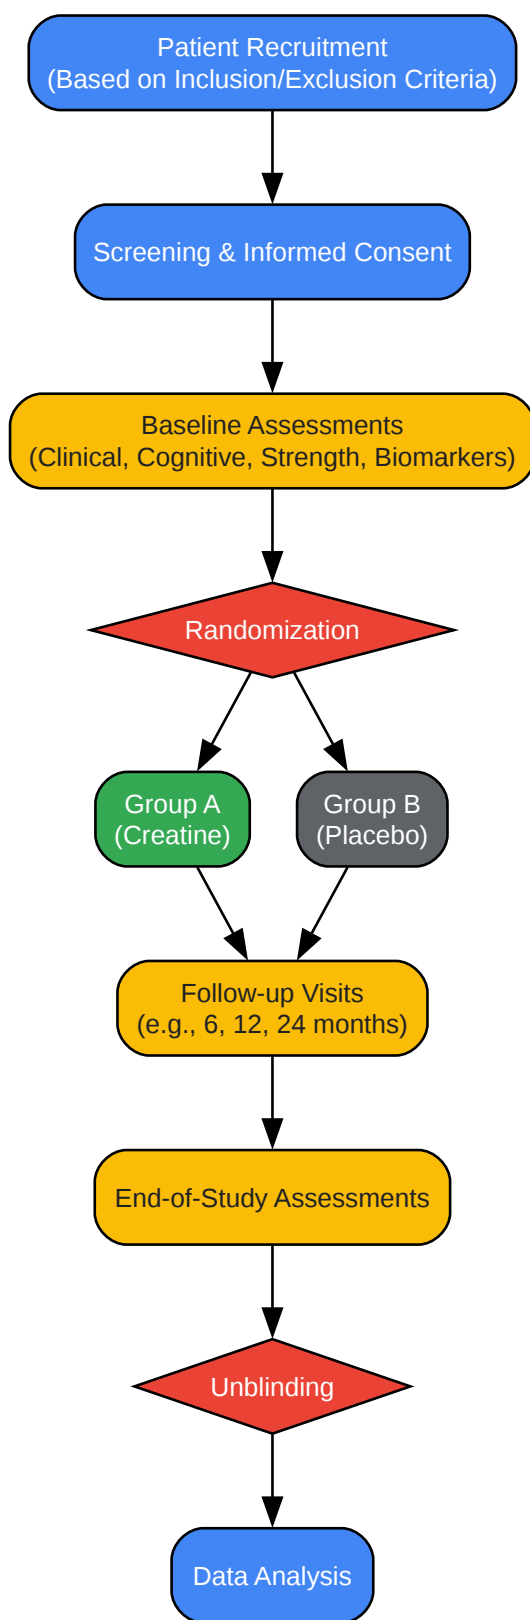 Patient Recruitment
(Based on Inclusion/Exclusion Criteria)
Screening & Informed Consent
Baseline Assessments
(Clinical, Cognitive, Strength, Biomarkers)
Randomization
Group A
(Creatine)
Group B
(Placebo)
Follow-up Visits
(e.g., 6, 12, 24 months)
End-of-Study Assessments
Unblinding
Data Analysis